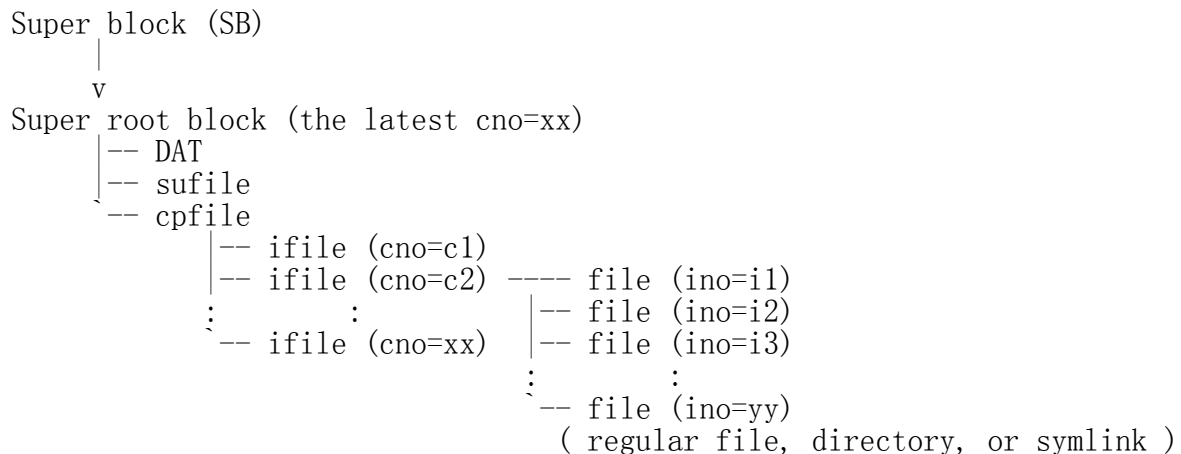 Super block (SB)
       |
       v
Super root block (the latest cno=xx)
       |-- DAT
       |-- sufile
       `-- cpfile
              |-- ifile (cno=c1)
              |-- ifile (cno=c2) ---- file (ino=i1)
              :        :          |-- file (ino=i2)
              `-- ifile (cno=xx)  |-- file (ino=i3)
                                  :        :
                                  `-- file (ino=yy)
                                    ( regular file, directory, or symlink )